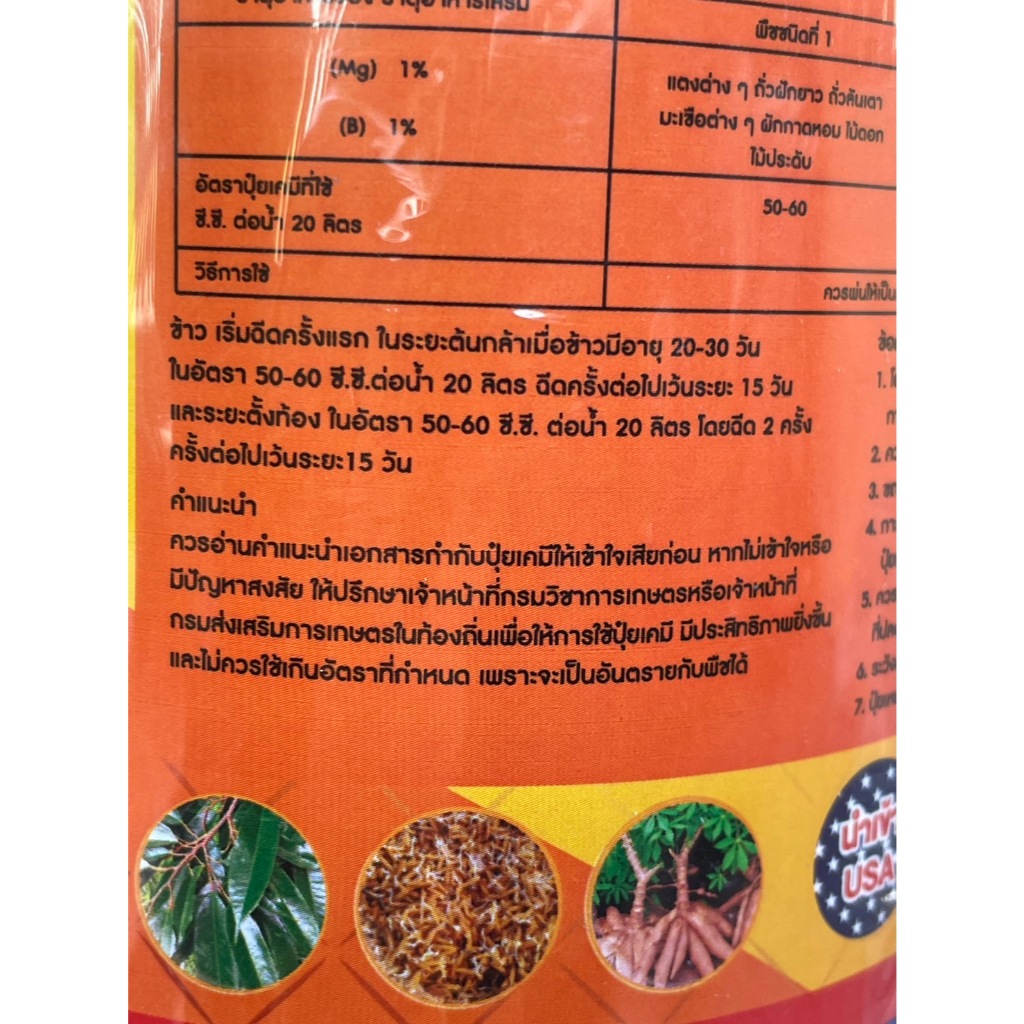 พืชชนิดที่ 1
(Mg) 1%
(B) 1%
แตงต่าง ๆ ถั่วฝักยาว ถั่วลันเตา
มะเขือต่าง ๆ ผักกาดหอม ไม้ดอก
ไม้ประดับ
อัตราปุ๋ยเคมีที่ใช้
ซี.ซี. ต่อน้ำ 20 ลิตร
50-60
วิธีการใช้
ควรพ่นให้เป็น
ข้าว เริ่มฉีดครั้งแรก ในระยะต้นกล้าเมื่อข้าวมีอายุ 20-30 วัน
ในอัตรา 50-60 ซี.ซี.ต่อน้ำ 20 ลิตร ฉีดครั้งต่อไปเว้นระยะ 15 วัน
และระยะตั้งท้อง ในอัตรา 50-60 ซี.ซี. ต่อน้ำ 20 ลิตร โดยฉีด 2 ครั้ง
ครั้งต่อไปเว้นระยะ15 วัน
คำแนะนำ
ควรอ่านคำแนะนำเอกสารกำกับปุ๋ยเคมีให้เข้าใจเสียก่อน หากไม่เข้าใจหรือ
มีปัญหาสงสัย ให้ปรึกษาเจ้าหน้าที่กรมวิชาการเกษตรหรือเจ้าหน้าที่
กรมส่งเสริมการเกษตรในท้องถิ่นเพื่อให้การใช้ปุ๋ยเคมี มีประสิทธิภาพยิ่งขึ้น
และไม่ควรใช้เกินอัตราที่กำหนด เพราะจะเป็นอันตรายกับพืชได้
1.
2.
3.
4.
5. ควร
6. ระวัง
7.
USA